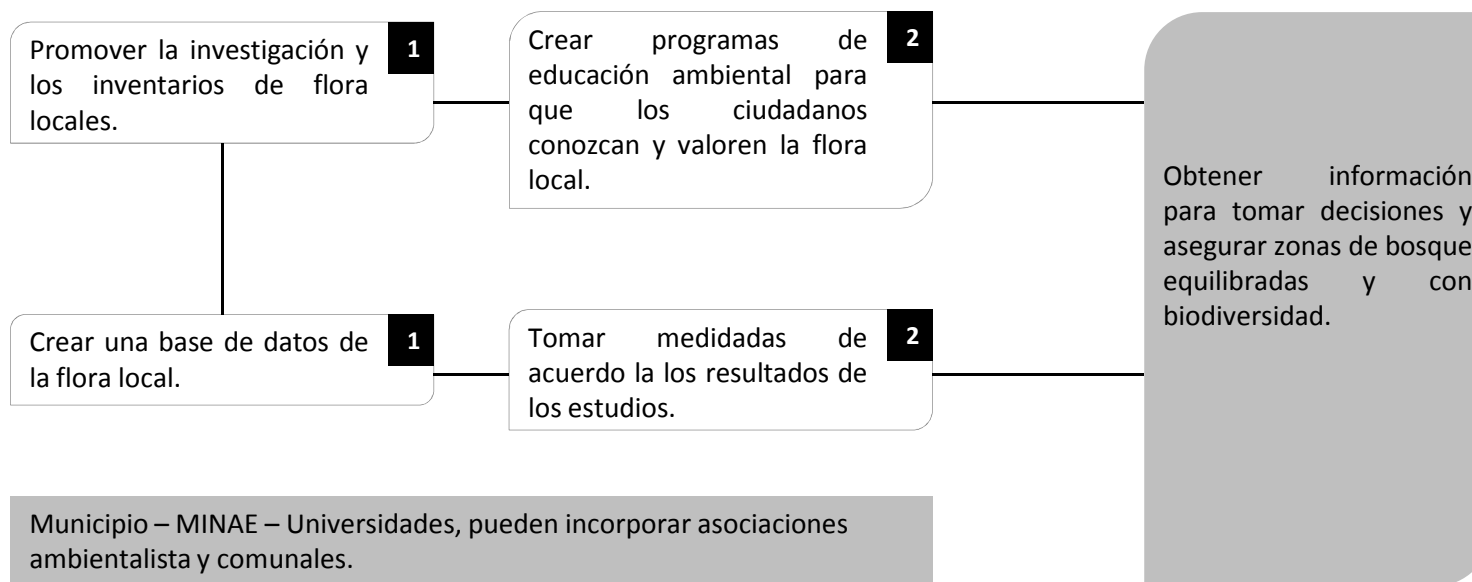 Promover la investigación y
los inventarios de flora
locales.
1
Crear programas de
educación ambiental para
que los ciudadanos
conozcan y valoren la flora
local.
2
Crear una base de datos de
la flora local.
1
Tomar medidadas de
acuerdo la los resultados de
los estudios.
2
Obtener información
para tomar decisiones y
asegurar zonas de bosque
equilibradas y con
biodiversidad.
Municipio – MINAE – Universidades, pueden incorporar asociaciones
ambientalista y comunales.